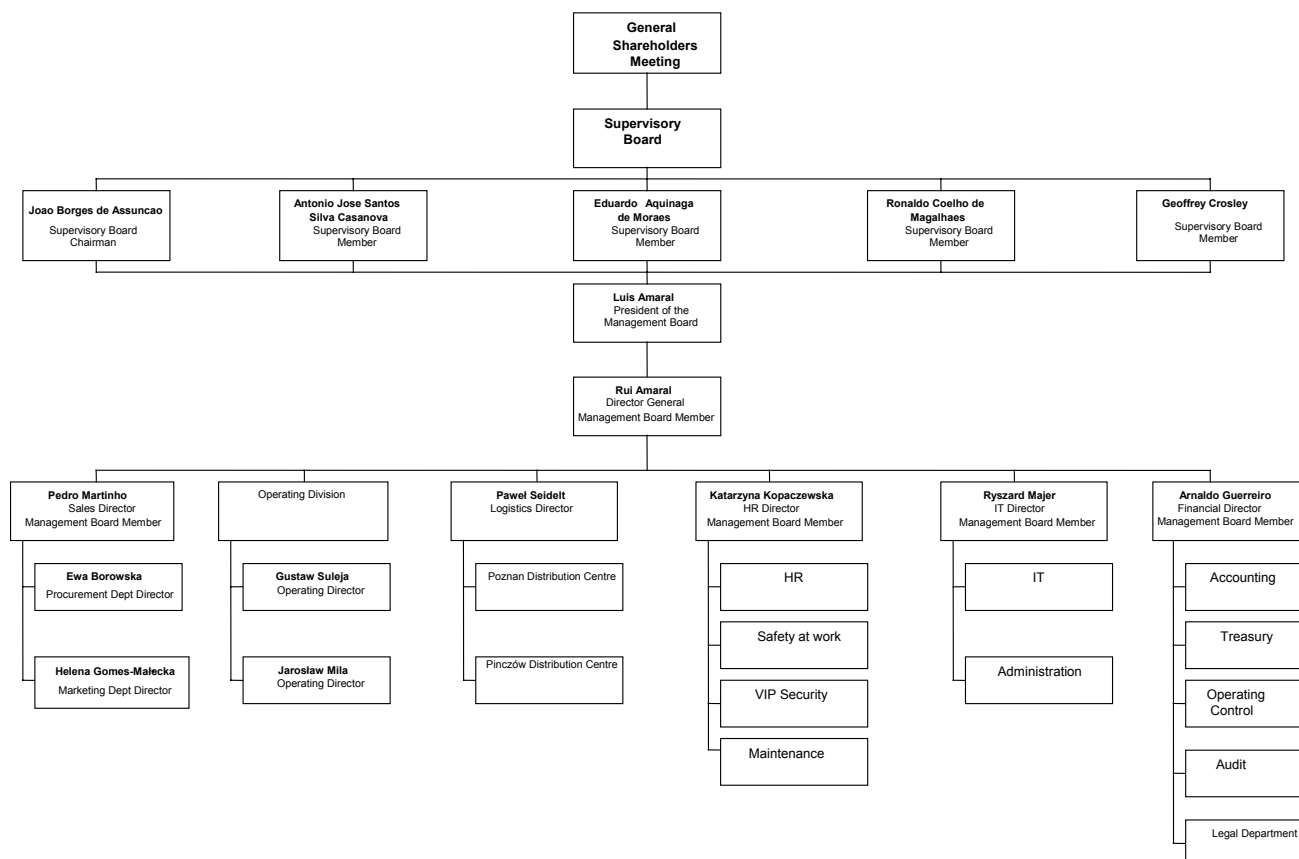 General
Shareholders
Meeting
Supervisory
Board
Joao Borges de Assuncao
Supervisory Board
Chairman
Antonio Jose Santos
Silva Casanova
Supervisory Board
Member
Eduardo Aquinaga
de Moraes
Supervisory Board
Member
Ronaldo Coelho de
Magalhaes
Supervisory Board
Member
Geoffrey Crosley
Supervisory Board
Member
Luis Amaral
President of the
Management Board
Rui Amaral
Director General
Management Board Member
Pedro Martinho
Sales Director
Management Board Member
Operating Division
Paweł Seidelt
Logistics Director
Katarzyna Kopaczewska
HR Director
Management Board Member
Ryszard Majer
IT Director
Management Board Member
Arnaldo Guerreiro
Financial Director
Management Board Member
Ewa Borowska
Procurement Dept Director
Helena Gomes-Małecka
Marketing Dept Director
Gustaw Suleja
Operating Director
Jarosław Mila
Operating Director
Poznan Distribution Centre
Pinczów Distribution Centre
HR
Safety at work
VIP Security
Maintenance
IT
Administration
Accounting
Treasury
Operating
Control
Audit
Legal Department